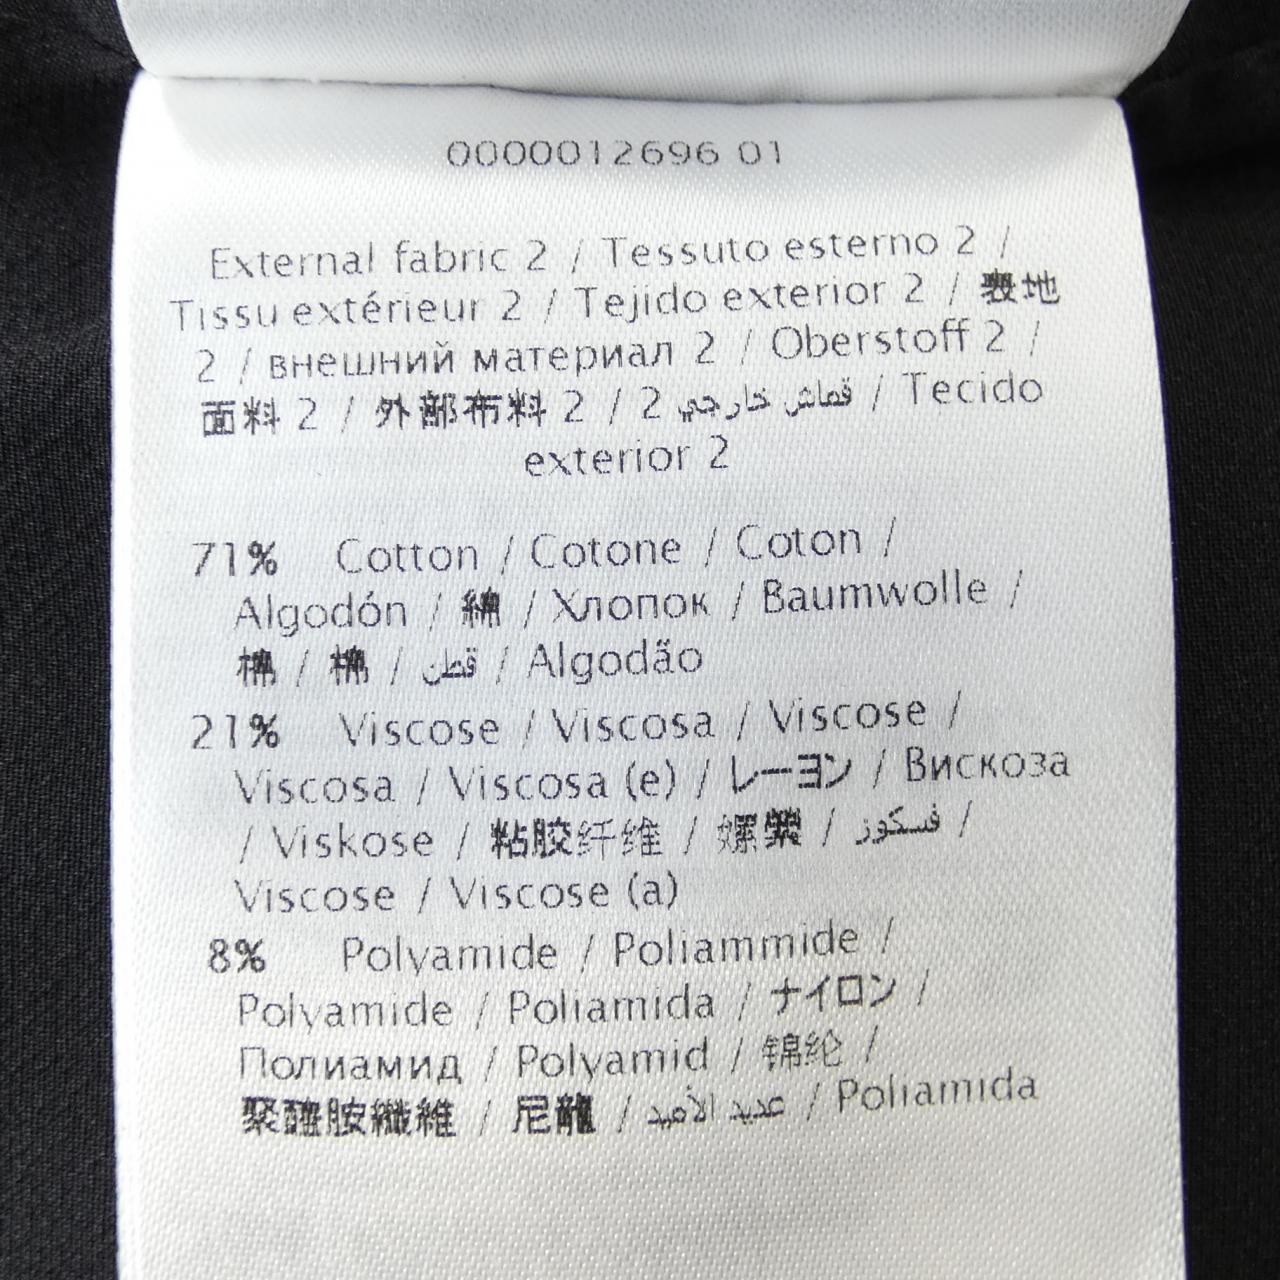 0000012696 01
External fabric 2 / Tessuto esterno 2 /
Tissu extérieur 2 / Tejido exterior 2 / 表地
2 / внешний материал 2 / Oberstoff 2 /
面料 2 / 外部布料 2 / 2 قماش خارجي / Tecido
exterior 2
71% Cotton / Cotone / Coton /
Algodón / 綿 / Хлопок / Baumwolle /
棉 / 棉 / قطن / Algodão
21% Viscose / Viscosa / Viscose /
Viscosa / Viscosa (e) / レーヨン / Вискоза
/ Viskose / 粘胶纤维 / 嫘縈 / فسكوز /
Viscose / Viscose (a)
8% Polyamide / Poliammide /
Polyamide / Poliamida / ナイロン /
Полиамид / Polyamid / 锦纶 /
聚醯胺纖維 / 尼龍 / عديد الأميد / Poliamida